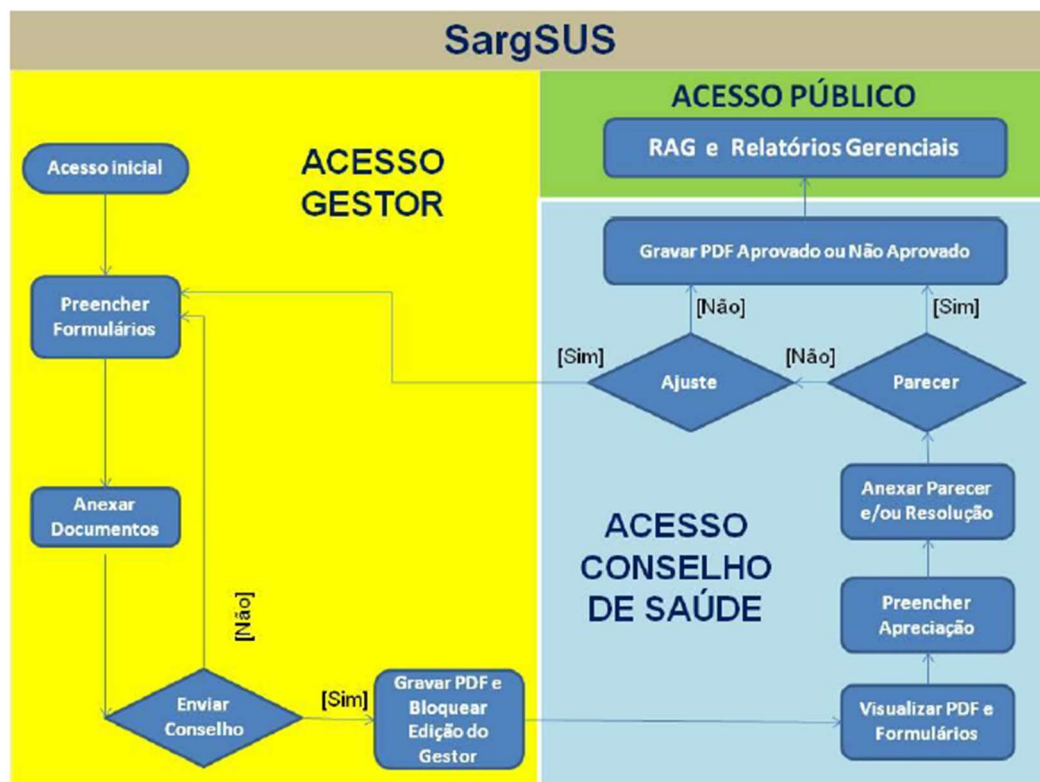 SargSUS
ACESSO
GESTOR
Acesso inicial
Preencher
Formulários
Anexar
Documentos
[Não]
Enviar
Conselho
[Sim]
Gravar PDF e
Bloquear
Edição do
Gestor
ACESSO PÚBLICO
RAG e Relatórios Gerenciais
Gravar PDF Aprovado ou Não Aprovado
[Não]
[Sim]
[Sim]
Ajuste
[Não]
Parecer
Anexar Parecer
e/ou Resolução
ACESSO
CONSELHO
DE SAÚDE
Preencher
Apreciação
Visualizar PDF e
Formulários